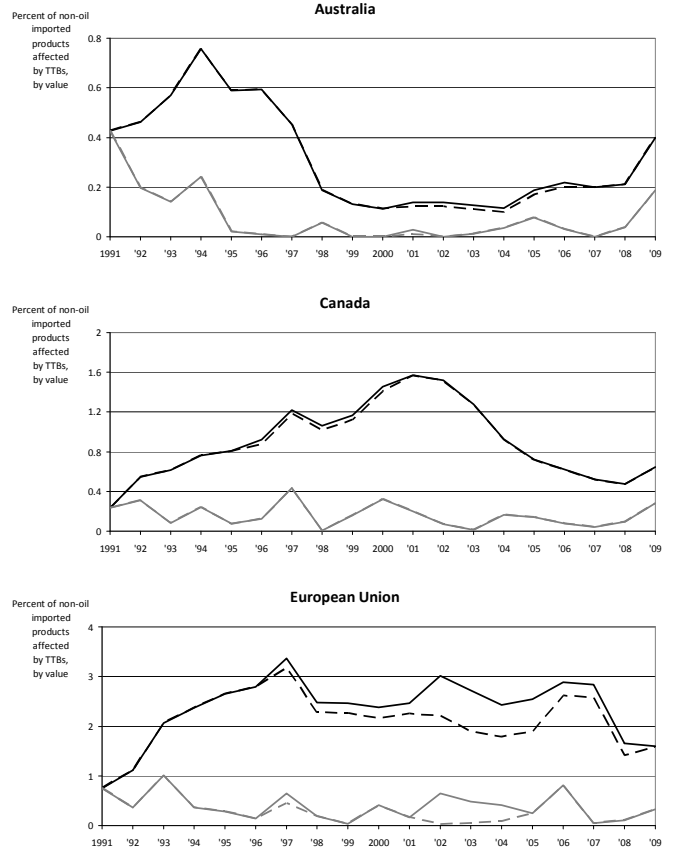 Australia
Percent of non-oil
imported
products
affected
by TTBs,
by value
0.8
0.6
0.4
0.2
0
1991 '92 '93 '94 '95 '96 '97 '98 '99 2000 '01 '02 '03 '04 '05 '06 '07 '08 '09
Canada
Percent of non-oil
imported
products
affected
by TTBs,
by value
2
1.6
1.2
0.8
0.4
0
1991 '92 '93 '94 '95 '96 '97 '98 '99 2000 '01 '02 '03 '04 '05 '06 '07 '08 '09
European Union
Percent of non-oil
imported
products
affected
by TTBs,
by value
4
3
2
1
0
1991 '92 '93 '94 '95 '96 '97 '98 '99 2000 '01 '02 '03 '04 '05 '06 '07 '08 '09